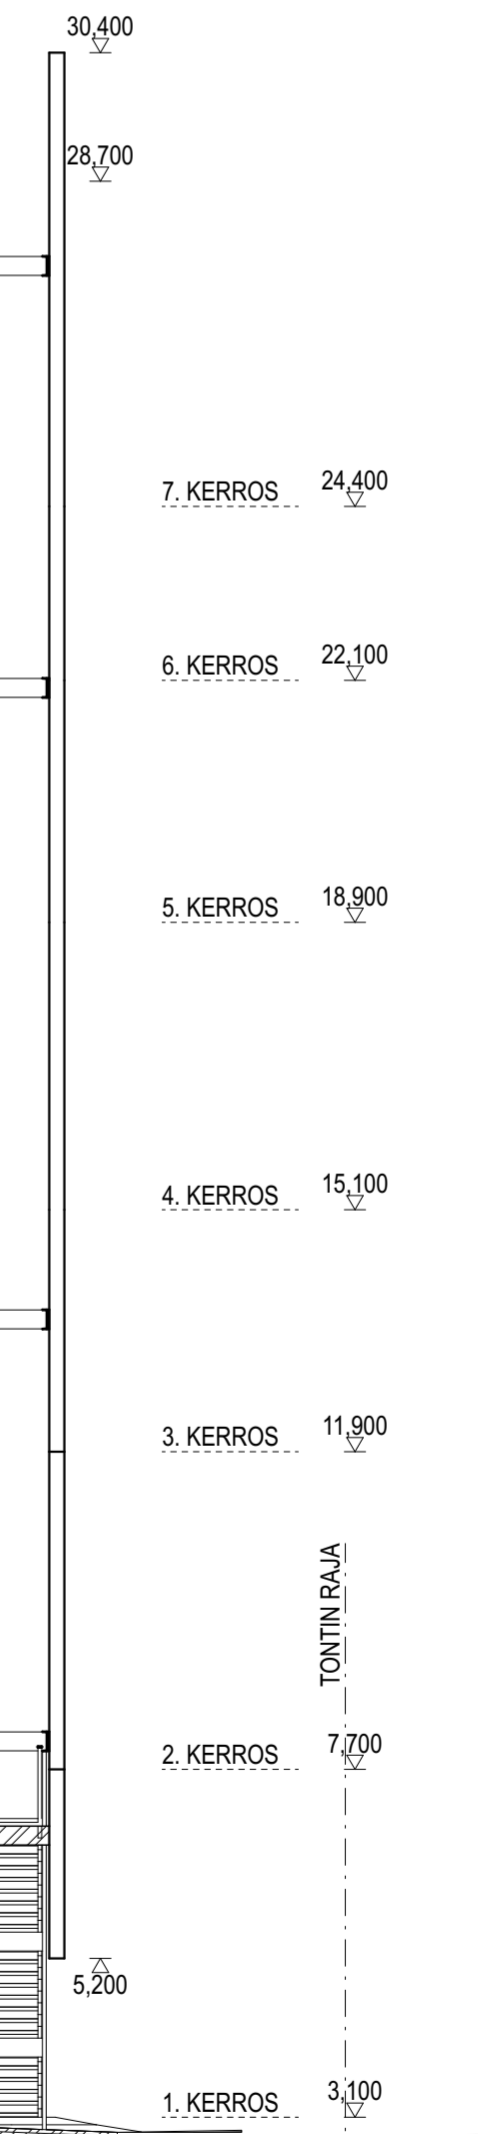 30,400
28,700
7. KERROS 24,400
6. KERROS 22,100
5. KERROS 18,900
4. KERROS 15,100
3. KERROS 11,900
TONTIN RAJA
2. KERROS 7,700
5,200
1. KERROS 3,100